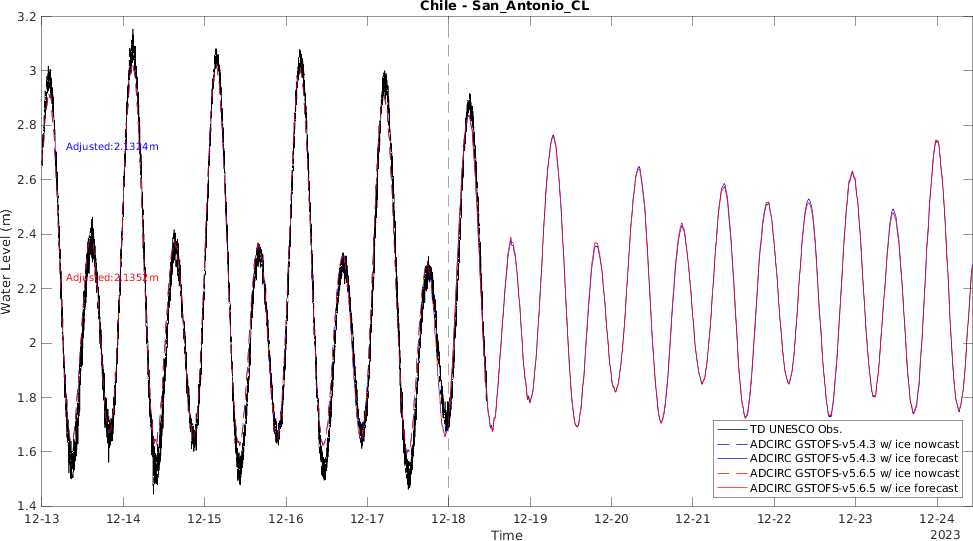 Chile - San_Antonio_CL
3.2
3
2.8
2.6
2.4
2.2
2
1.8
1.6
1.4
Water Level (m)
Adjusted:2.1324m
Adjusted:2.1352m
TD UNESCO Obs.
ADCIRC GSTOFS-v5.4.3 w/ ice nowcast
ADCIRC GSTOFS-v5.4.3 w/ ice forecast
ADCIRC GSTOFS-v5.6.5 w/ ice nowcast
ADCIRC GSTOFS-v5.6.5 w/ ice forecast
12-13 12-14 12-15 12-16 12-17 12-18 12-19 12-20 12-21 12-22 12-23 12-24
Time
2023